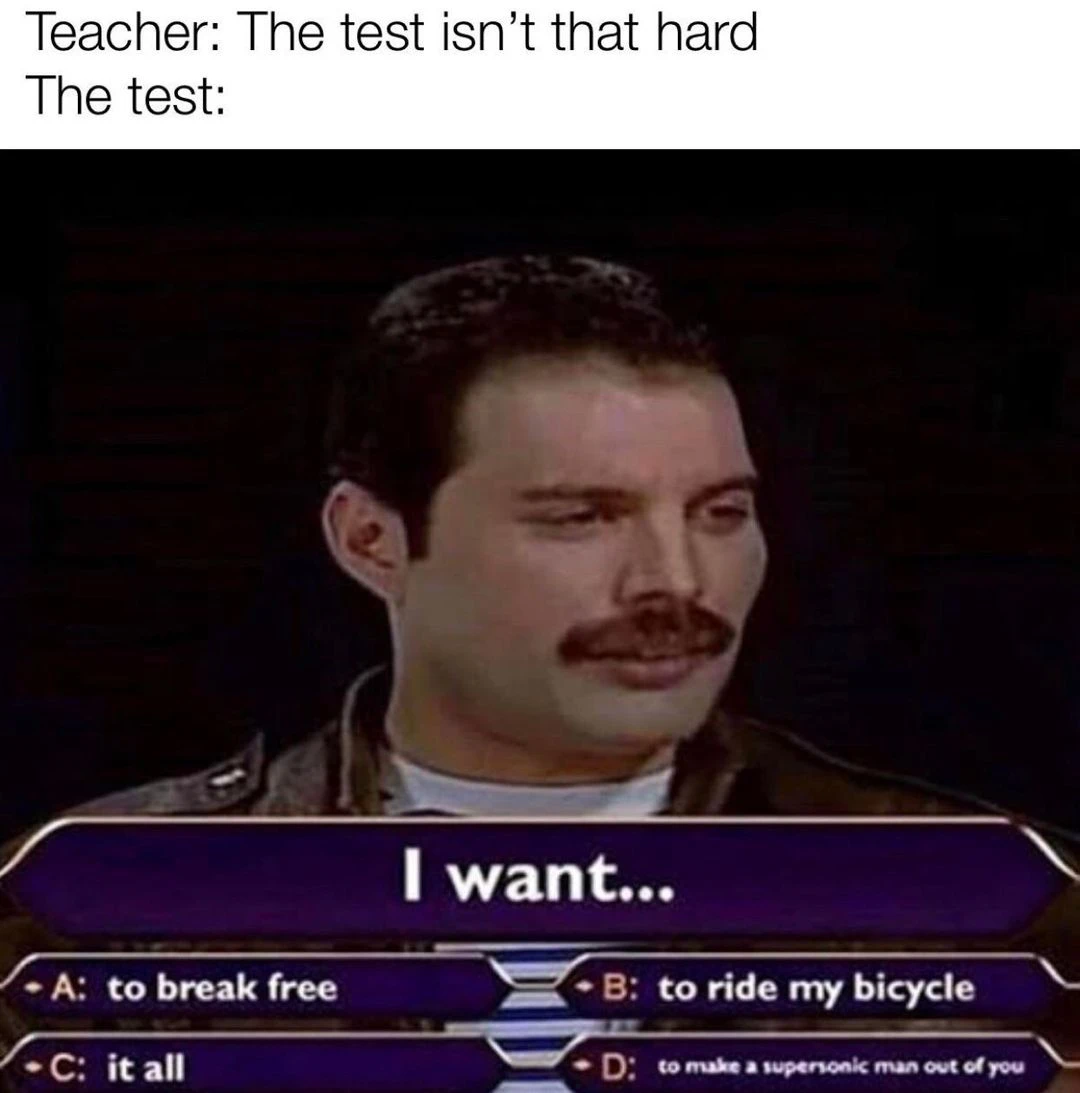 Teacher: The test isn’t that hard
The test:
I want...
A: to break free
B: to ride my bicycle
C: it all
D: to make a supersonic man out of you